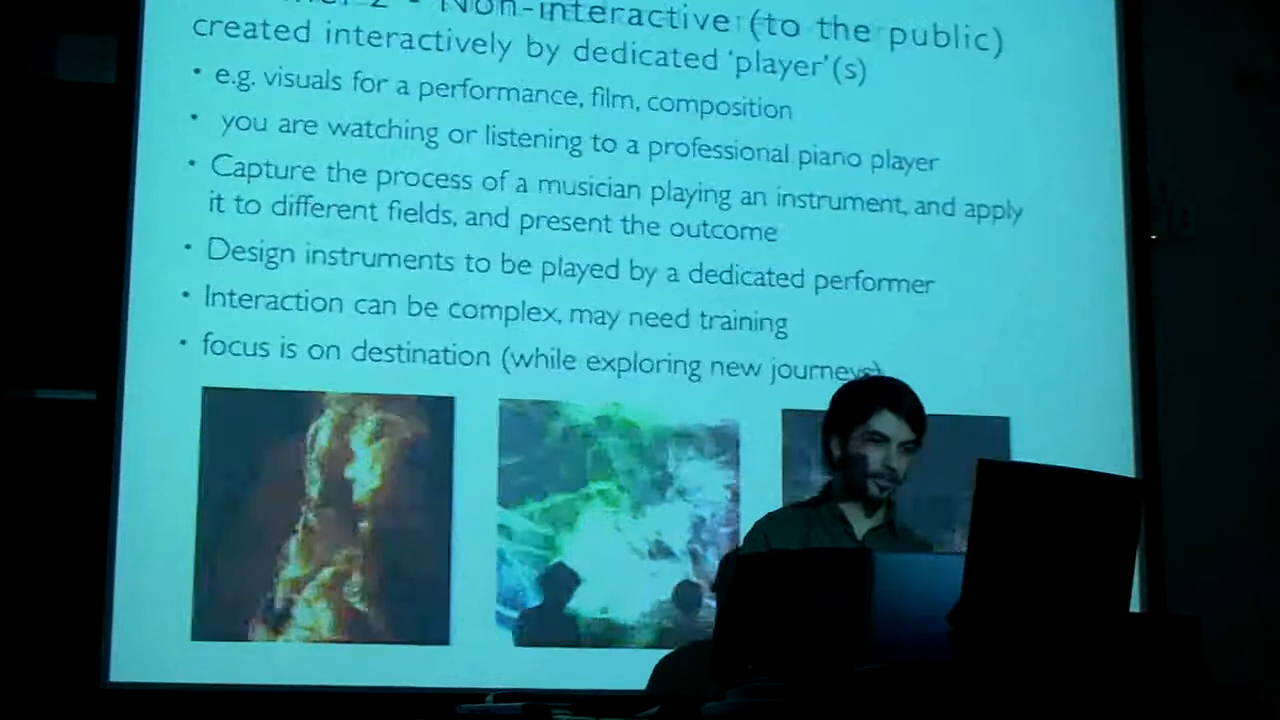 2 - Non-interactive (to the public)
created interactively by dedicated 'player'(s)
• e.g. visuals for a performance, film, composition
• you are watching or listening to a professional piano player
• Capture the process of a musician playing an instrument, and apply
it to different fields, and present the outcome
• Design instruments to be played by a dedicated performer
• Interaction can be complex, may need training
• focus is on destination (while exploring new journeys)